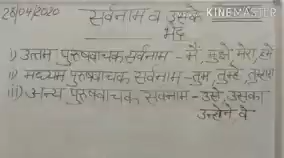 26/04/2020
सर्वनाम व उसके
भेद
KINEMASTER
i) उत्तम पुरुषवाचक सर्वनाम - मैं, मुझे मेरा, हमें
ii) मध्यम पुरुषवाचक सर्वनाम - तुम, तुम्हें, तुम्हारा
iii) अन्य पुरुषवाचक सर्वनाम - उसे, उसका
उन्होंने वे